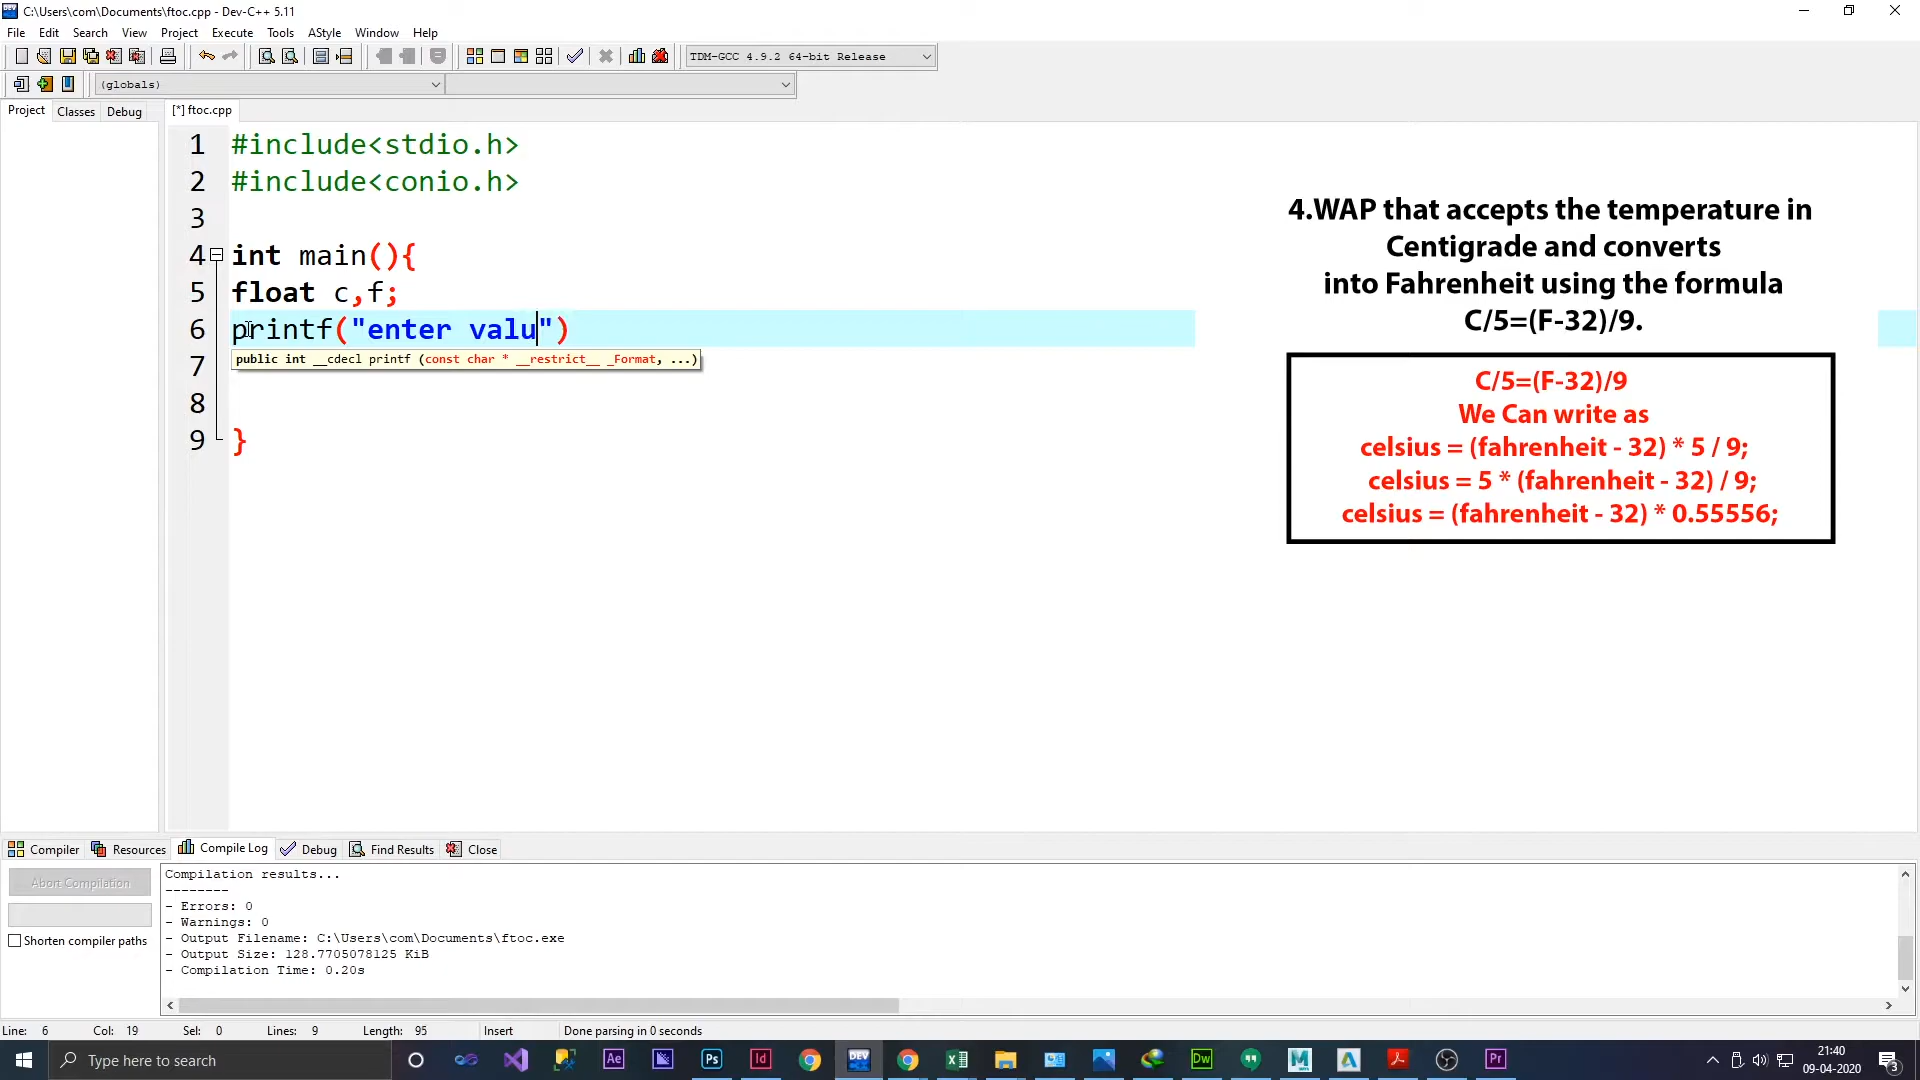 C:\Users\com\Documents\ftoc.cpp - Dev-C++ 5.11
File Edit Search View Project Execute Tools AStyle Window Help
TDM-GCC 4.9.2 64-bit Release
(globals)
Project Classes Debug
[*] ftoc.cpp
1 #include<stdio.h>
2 #include<conio.h>
3
4 int main(){
5 float c,f;
6 printf("enter valu")
public int __cdecl printf (const char * __restrict__ _Format, ...)
7
8
9 }
4.WAP that accepts the temperature in
Centigrade and converts
into Fahrenheit using the formula
C/5=(F-32)/9.
C/5=(F-32)/9
We Can write as
celsius = (fahrenheit - 32) * 5 / 9;
celsius = 5 * (fahrenheit - 32) / 9;
celsius = (fahrenheit - 32) * 0.55556;
Compiler Resources Compile Log Debug Find Results Close
Abort Compilation
Shorten compiler paths
Compilation results...
--------
- Errors: 0
- Warnings: 0
- Output Filename: C:\Users\com\Documents\ftoc.exe
- Output Size: 128.7705078125 KiB
- Compilation Time: 0.20s
Line: 6 Col: 19 Sel: 0 Lines: 9 Length: 95 Insert Done parsing in 0 seconds
Type here to search
Ae Ps Id DEV Dw M A Pr
21:40
09-04-2020
3